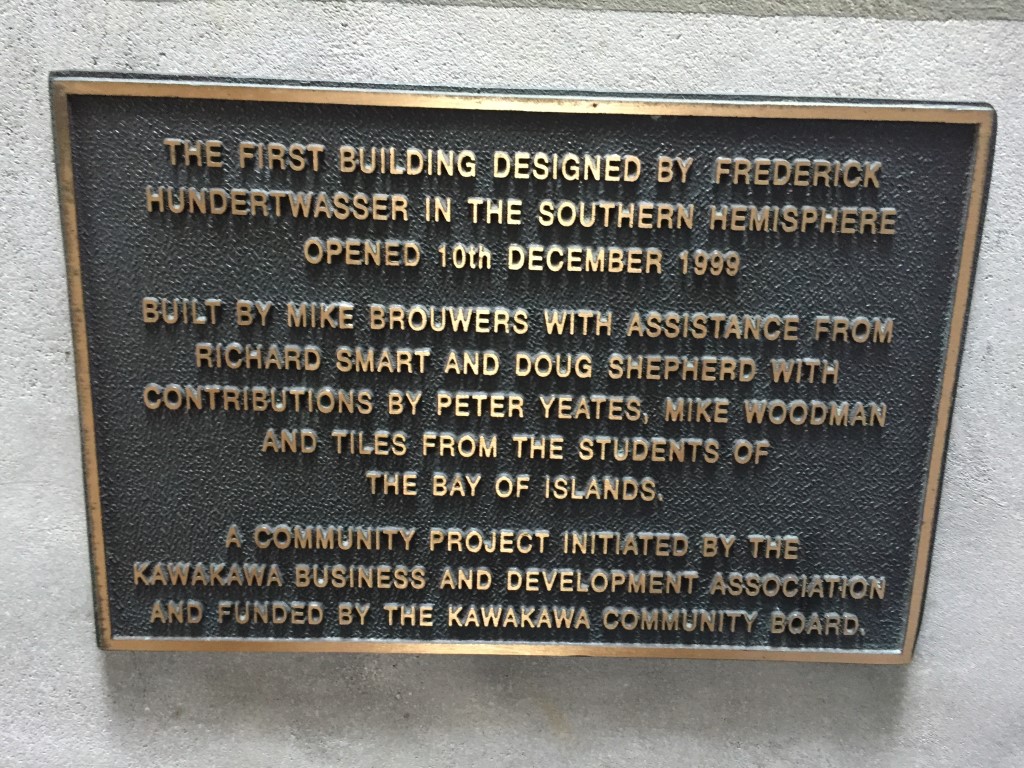 THE FIRST BUILDING DESIGNED BY FREDERICK
HUNDERTWASSER IN THE SOUTHERN HEMISPHERE
OPENED 10th DECEMBER 1999
BUILT BY MIKE BROUWERS WITH ASSISTANCE FROM
RICHARD SMART AND DOUG SHEPHERD WITH
CONTRIBUTIONS BY PETER YEATES, MIKE WOODMAN
AND TILES FROM THE STUDENTS OF
THE BAY OF ISLANDS.
A COMMUNITY PROJECT INITIATED BY THE
KAWAKAWA BUSINESS AND DEVELOPMENT ASSOCIATION
AND FUNDED BY THE KAWAKAWA COMMUNITY BOARD.